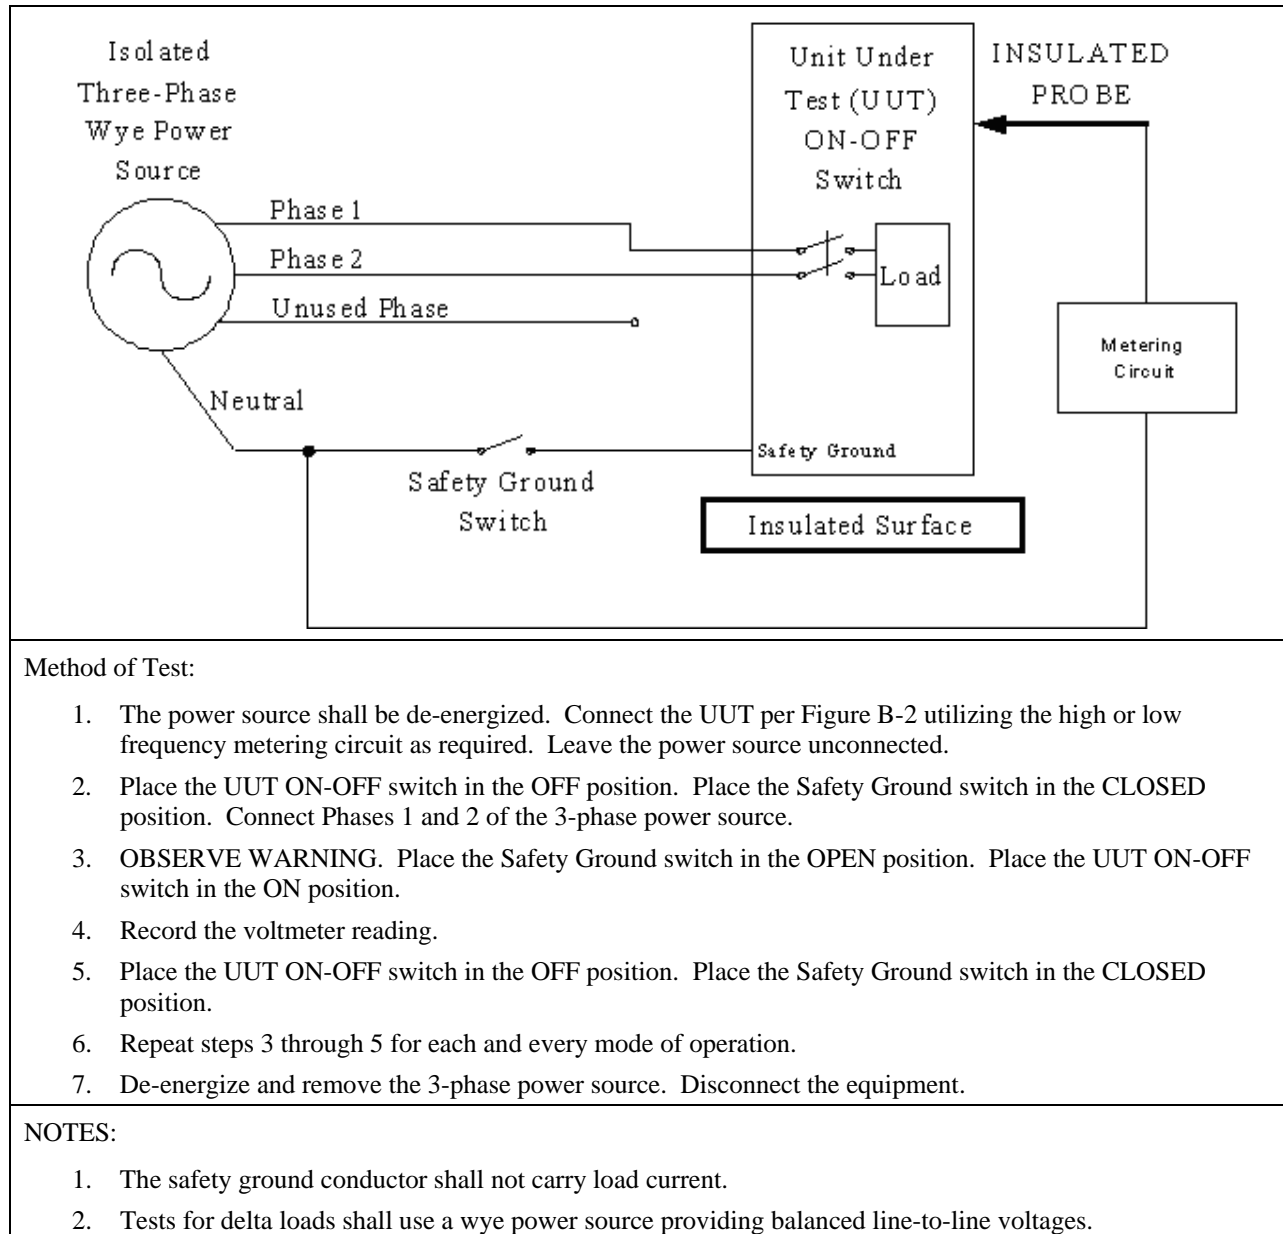 Isolated
Three-Phase
Wye Power
Source
Unit Under
Test (UUT)
ON-OFF
Switch
INSULATED
PROBE
Phase 1
Phase 2
Unused Phase
Load
Metering
Circuit
Neutral
Safety Ground
Safety Ground
Switch
Insulated Surface
Method of Test:
1. The power source shall be de-energized. Connect the UUT per Figure B-2 utilizing the high or low
frequency metering circuit as required. Leave the power source unconnected.
2. Place the UUT ON-OFF switch in the OFF position. Place the Safety Ground switch in the CLOSED
position. Connect Phases 1 and 2 of the 3-phase power source.
3. OBSERVE WARNING. Place the Safety Ground switch in the OPEN position. Place the UUT ON-OFF
switch in the ON position.
4. Record the voltmeter reading.
5. Place the UUT ON-OFF switch in the OFF position. Place the Safety Ground switch in the CLOSED
position.
6. Repeat steps 3 through 5 for each and every mode of operation.
7. De-energize and remove the 3-phase power source. Disconnect the equipment.
NOTES:
1. The safety ground conductor shall not carry load current.
2. Tests for delta loads shall use a wye power source providing balanced line-to-line voltages.